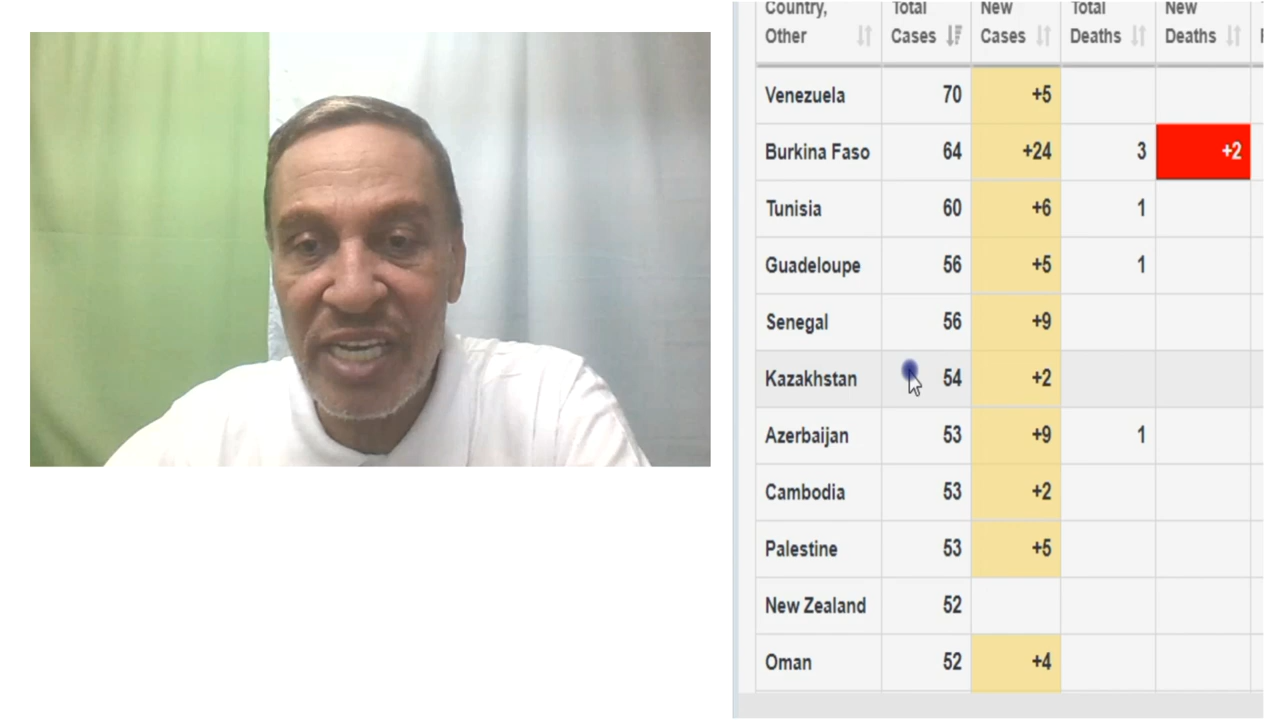 Country, Other Total Cases New Cases Total Deaths New Deaths
Venezuela 70 +5
Burkina Faso 64 +24 3 +2
Tunisia 60 +6 1
Guadeloupe 56 +5 1
Senegal 56 +9
Kazakhstan 54 +2
Azerbaijan 53 +9 1
Cambodia 53 +2
Palestine 53 +5
New Zealand 52
Oman 52 +4